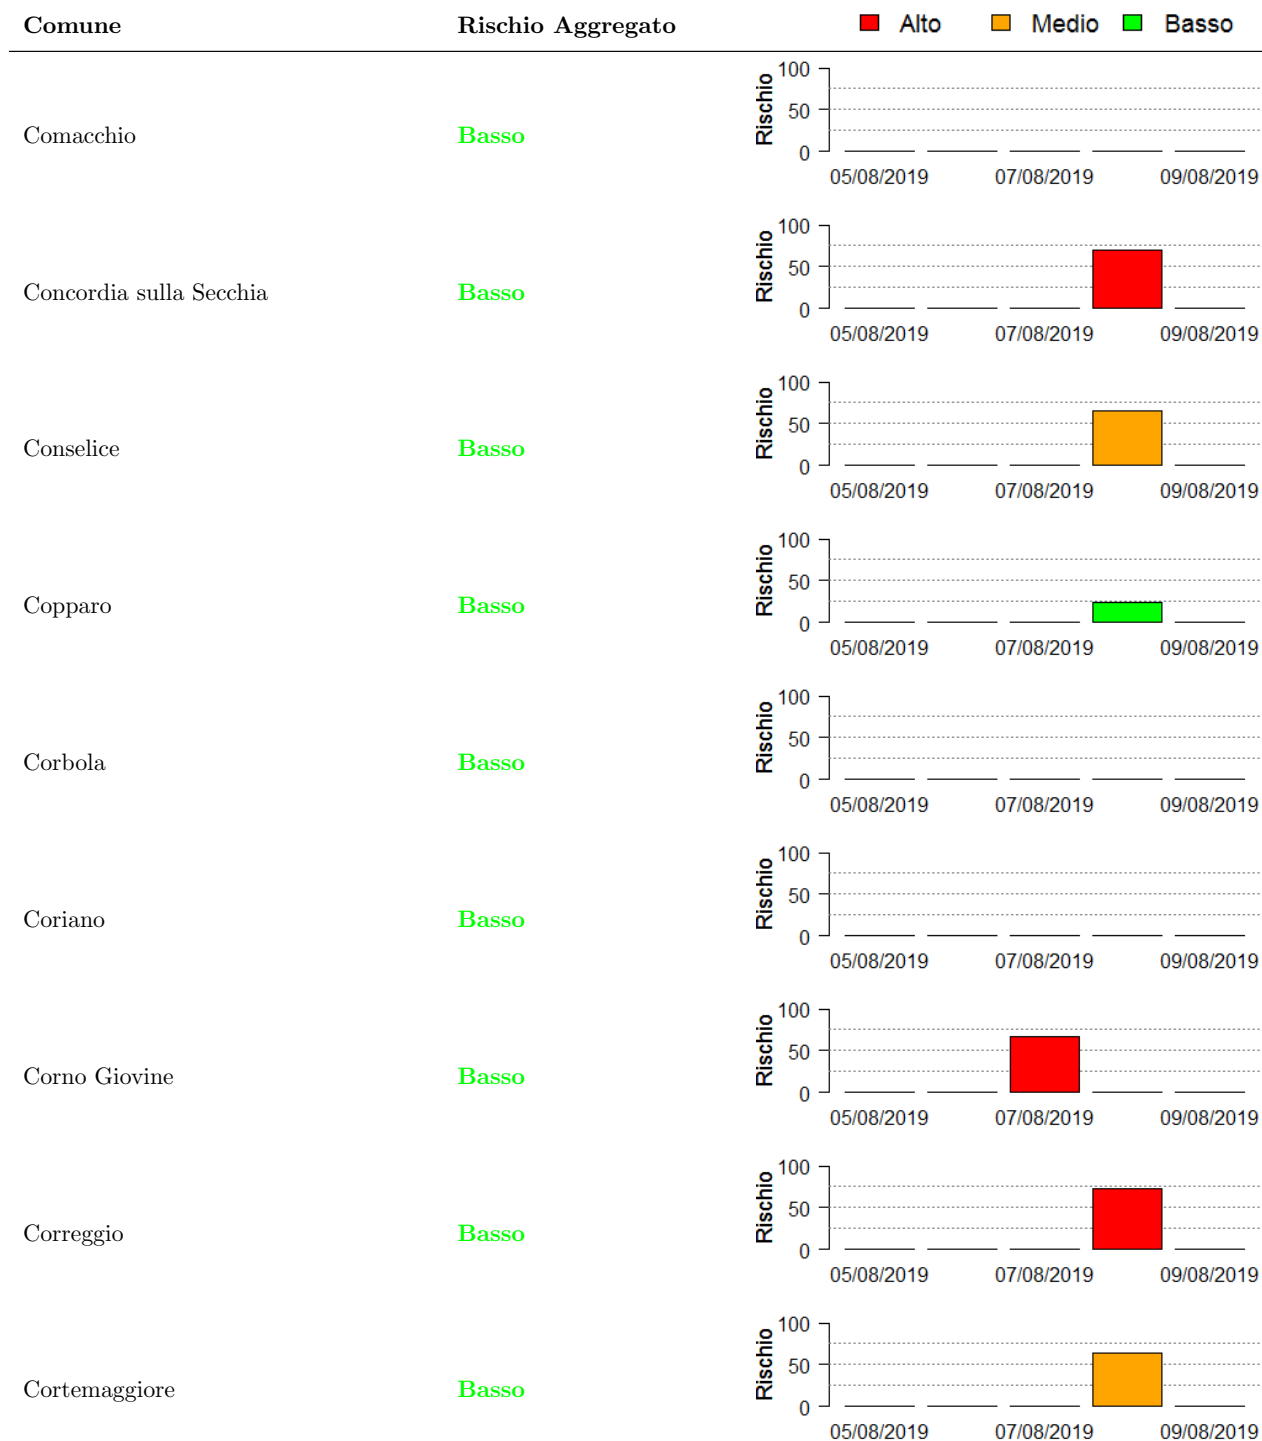 Comune Rischio Aggregato Alto Medio Basso
100
50
0
Rischio
Comacchio Basso
05/08/2019 07/08/2019 09/08/2019
100
50
0
Rischio
Concordia sulla Secchia Basso
05/08/2019 07/08/2019 09/08/2019
100
50
0
Rischio
Conselice Basso
05/08/2019 07/08/2019 09/08/2019
100
50
0
Rischio
Copparo Basso
05/08/2019 07/08/2019 09/08/2019
100
50
0
Rischio
Corbola Basso
05/08/2019 07/08/2019 09/08/2019
100
50
0
Rischio
Coriano Basso
05/08/2019 07/08/2019 09/08/2019
100
50
0
Rischio
Corno Giovine Basso
05/08/2019 07/08/2019 09/08/2019
100
50
0
Rischio
Correggio Basso
05/08/2019 07/08/2019 09/08/2019
100
50
0
Rischio
Cortemaggiore Basso
05/08/2019 07/08/2019 09/08/2019